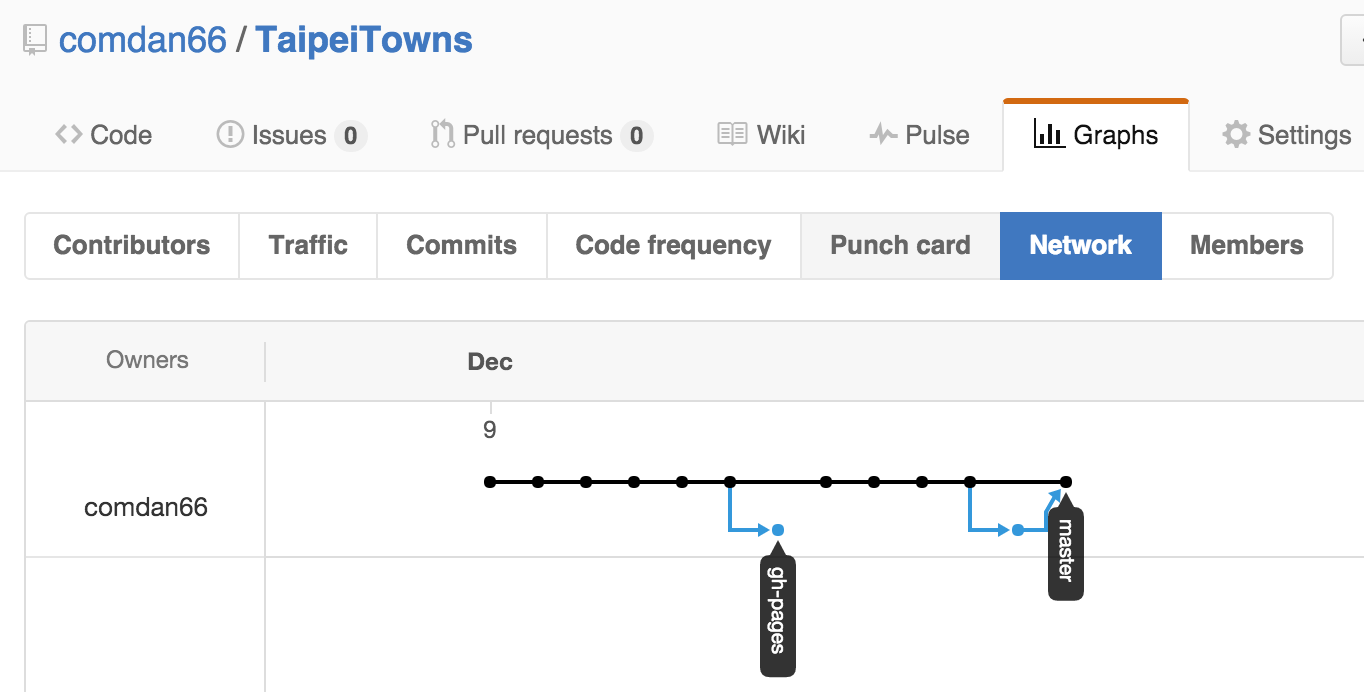 comdan66 / TaipeiTowns
Code Issues 0 Pull requests 0 Wiki Pulse Graphs Settings
Contributors Traffic Commits Code frequency Punch card Network Members
Owners Dec
9
comdan66
master
gh-pages